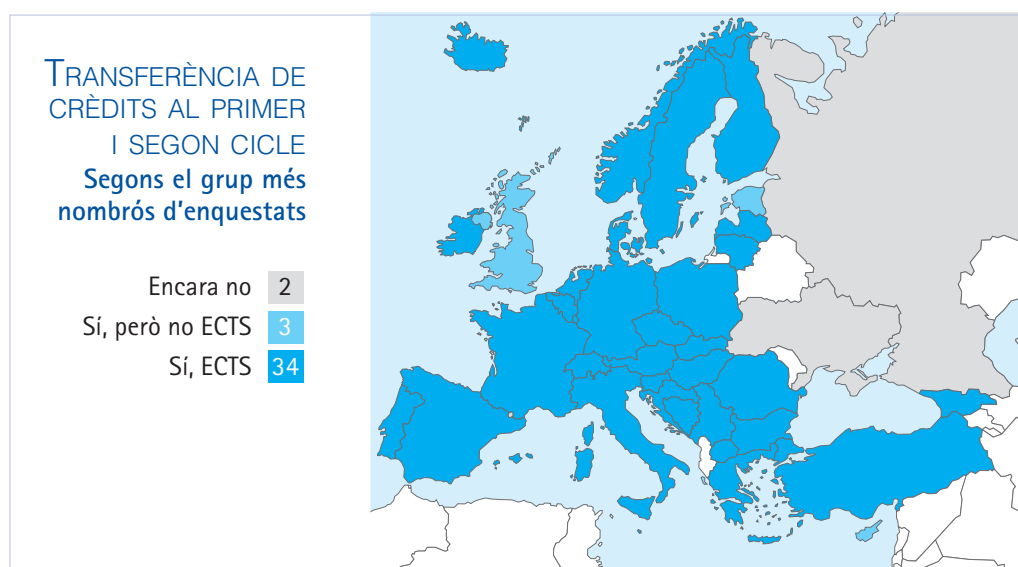 TRANSFERÈNCIA DE
CRÈDITS AL PRIMER
I SEGON CICLE
Segons el grup més
nombrós d'enquestats
Encara no 2
Sí, però no ECTS 3
Sí, ECTS 34